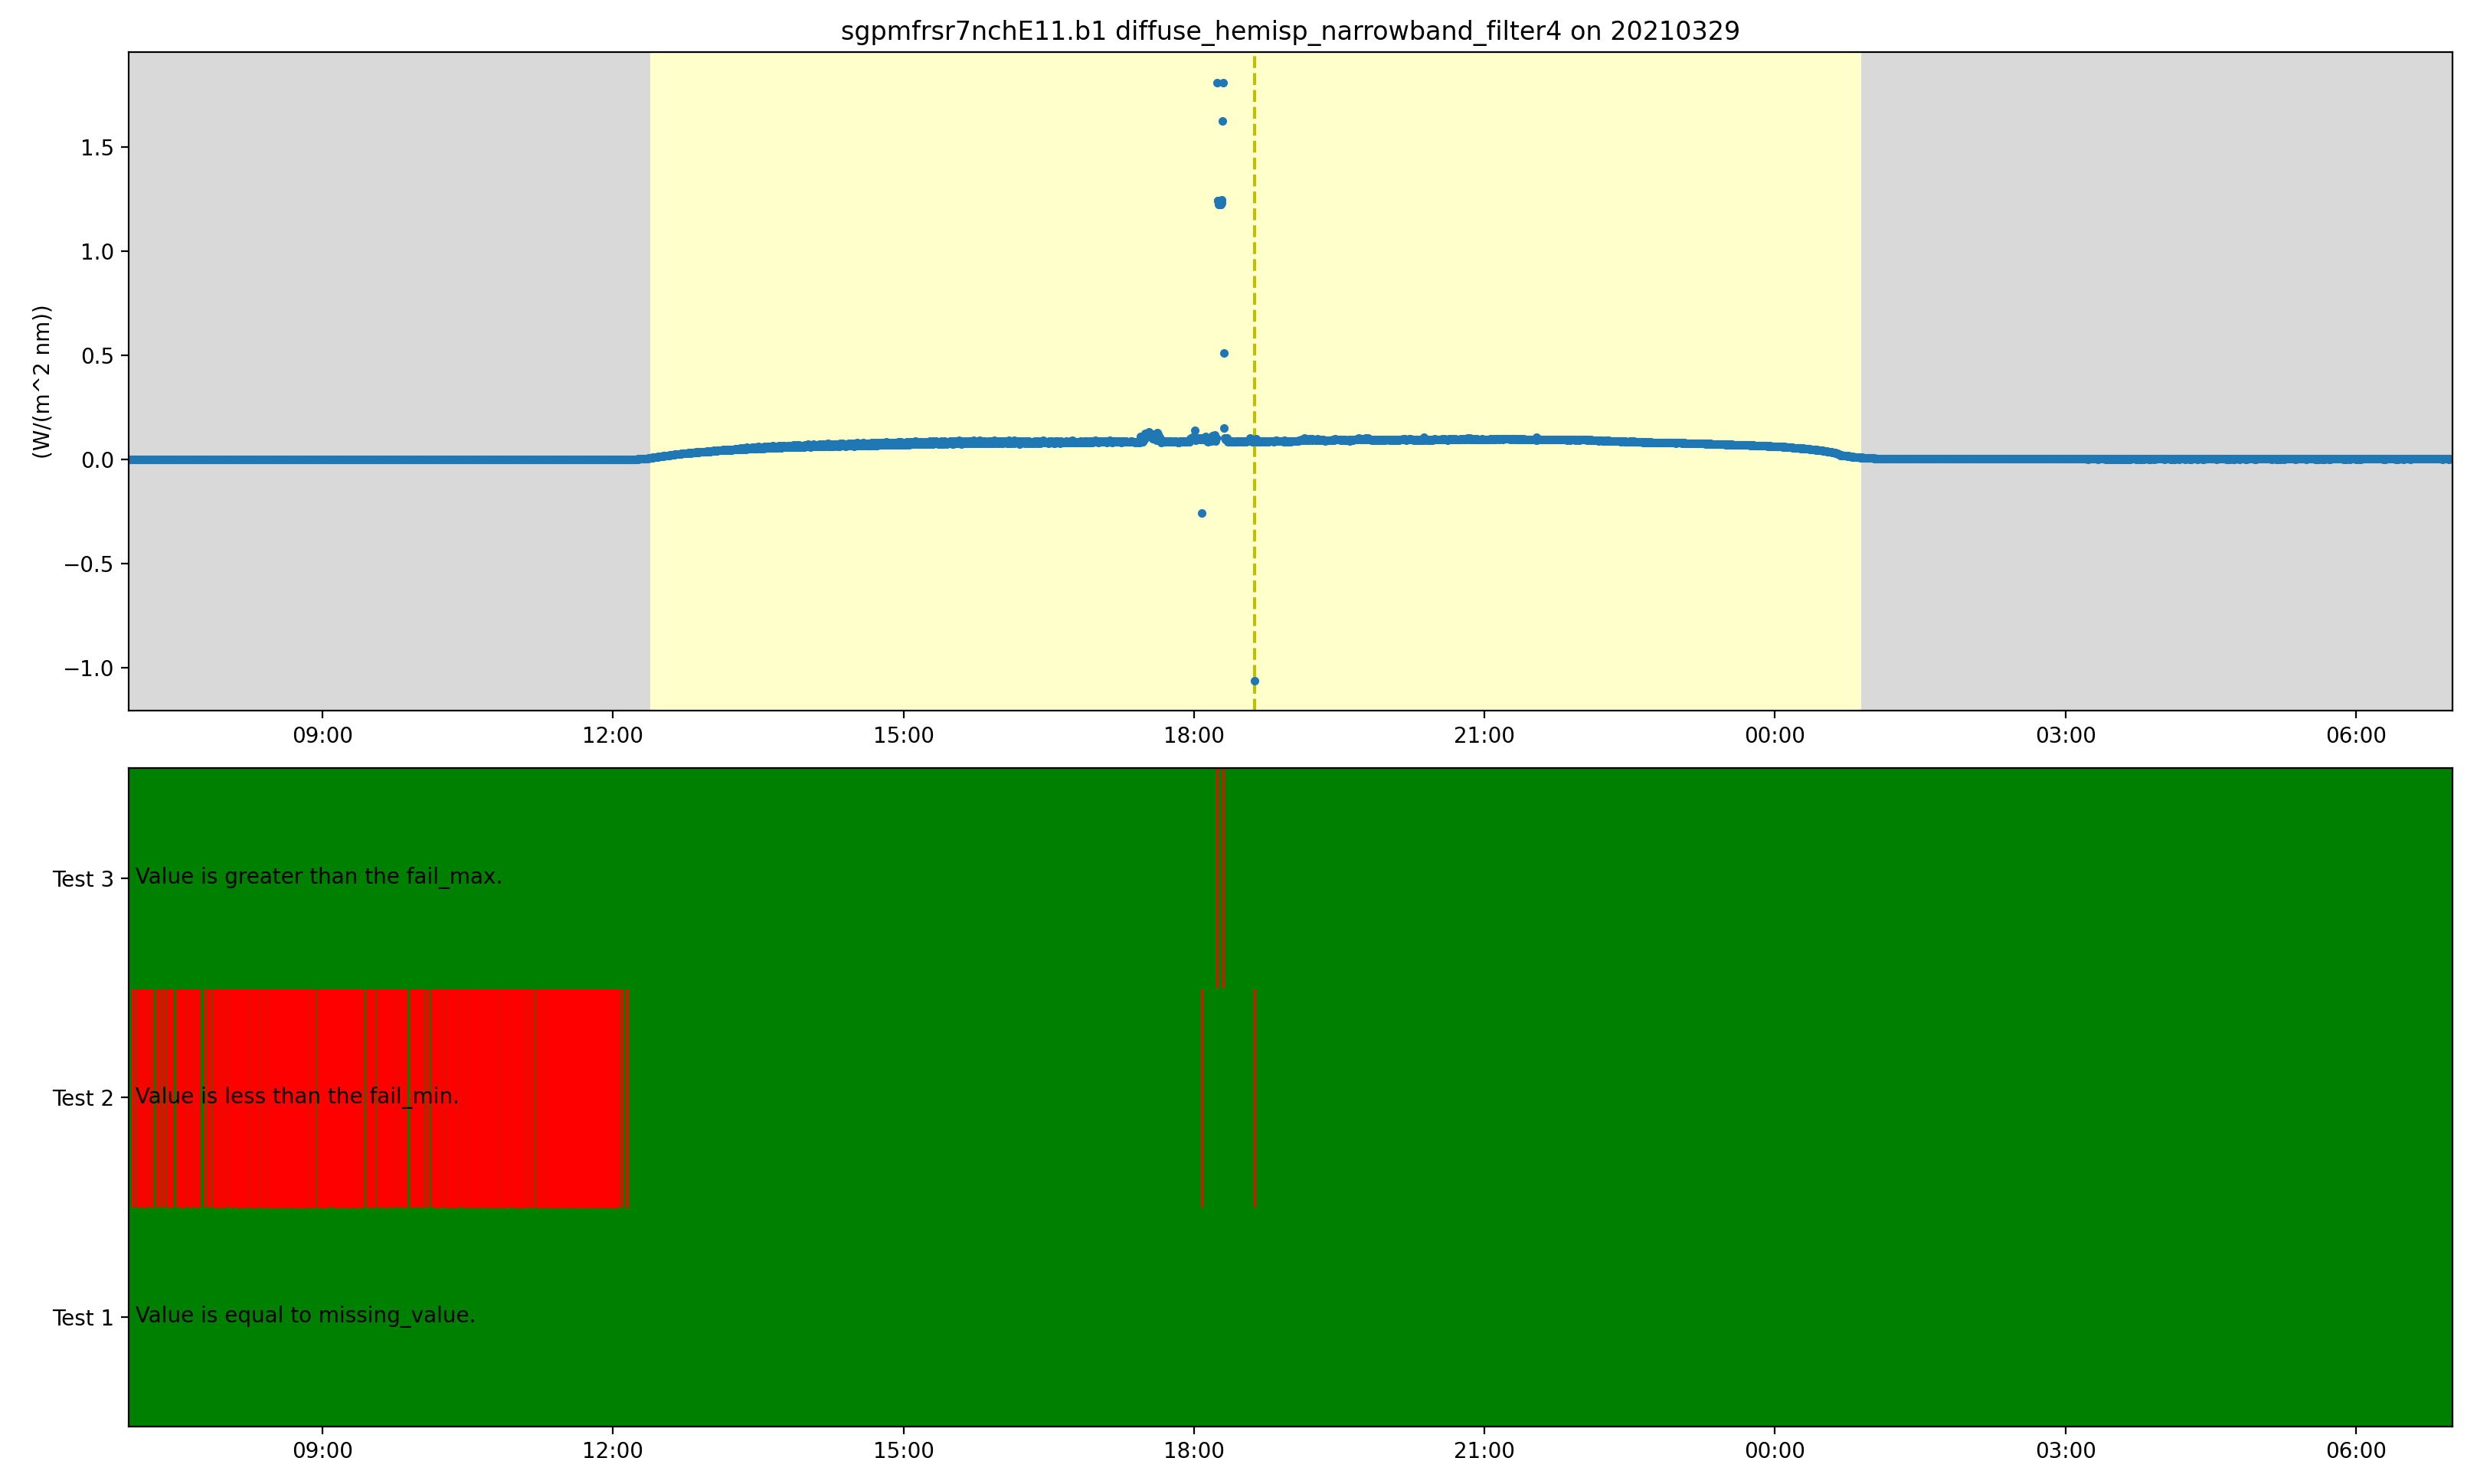 sgpmfrsr7nchE11.b1 diffuse_hemisp_narrowband_filter4 on 20210329
(W/(m^2 nm))
1.5
1.0
0.5
0.0
−0.5
−1.0
09:00 12:00 15:00 18:00 21:00 00:00 03:00 06:00
Test 3 Value is greater than the fail_max.
Test 2 Value is less than the fail_min.
Test 1 Value is equal to missing_value.
09:00 12:00 15:00 18:00 21:00 00:00 03:00 06:00